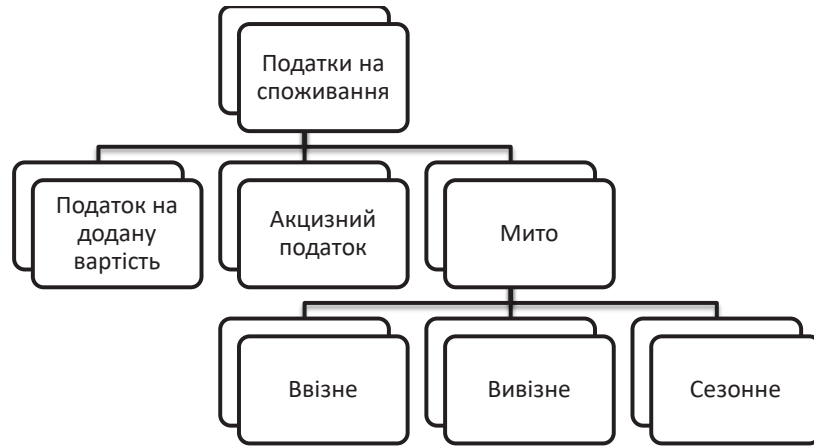 Податки на
споживання
Податок на
додану
вартість
Акцизний
податок
Мито
Ввізне
Вивізне
Сезонне